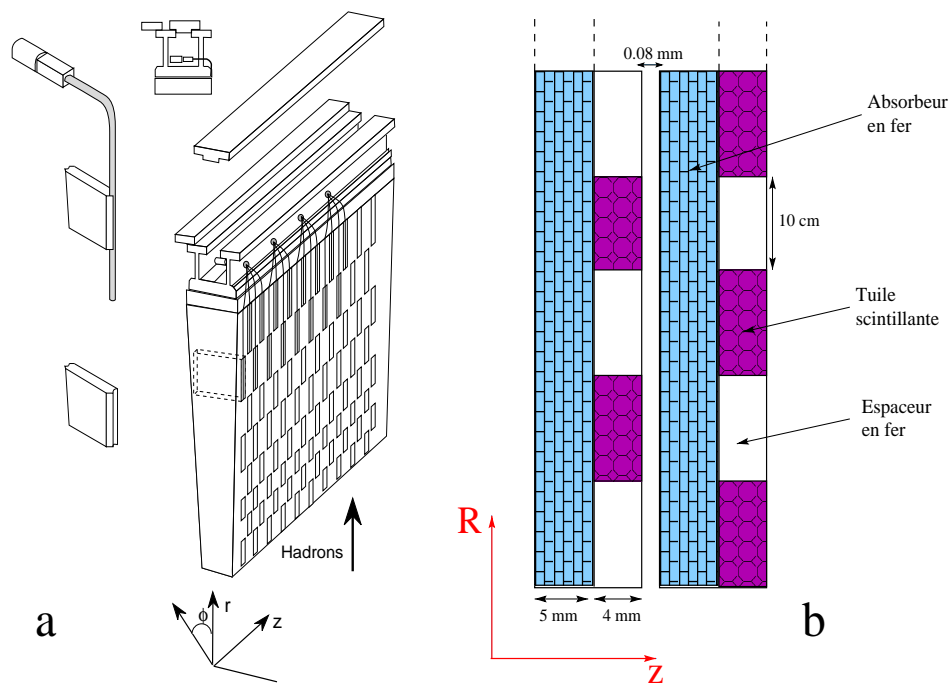 0.08 mm
Absorbeur
en fer
10 cm
Tuile
scintillante
Espaceur
en fer
R
Hadrons
5 mm
4 mm
a
ϕ
r
z
z
b